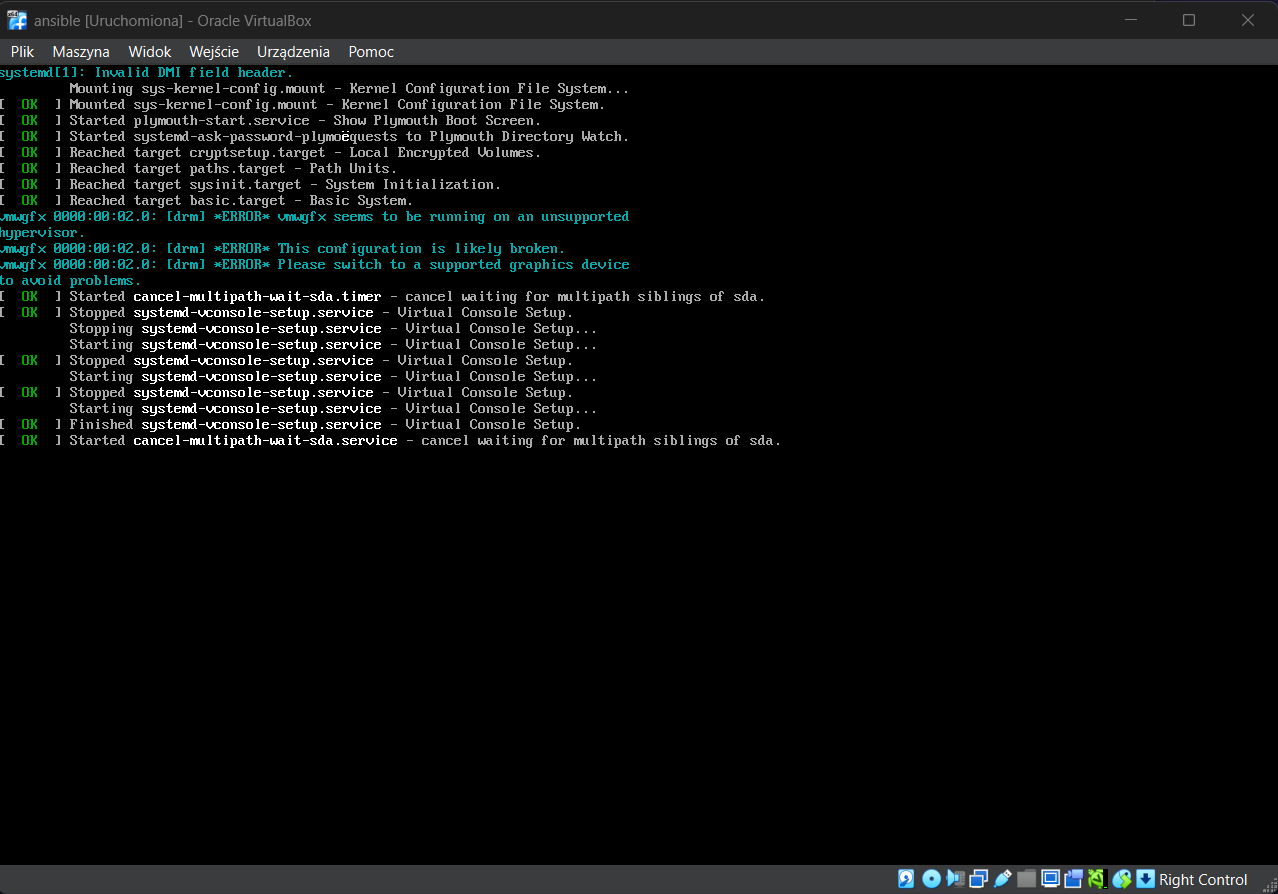 ansible [Uruchomiona] - Oracle VirtualBox
Plik Maszyna Widok Wejście Urządzenia Pomoc
systemd[1]: Invalid DMI field header.
Mounting sys-kernel-config.mount - Kernel Configuration File System...
[ OK ] Mounted sys-kernel-config.mount - Kernel Configuration File System.
[ OK ] Started plymouth-start.service - Show Plymouth Boot Screen.
[ OK ] Started systemd-ask-password-plymoëquests to Plymouth Directory Watch.
[ OK ] Reached target cryptsetup.target - Local Encrypted Volumes.
[ OK ] Reached target paths.target - Path Units.
[ OK ] Reached target sysinit.target - System Initialization.
[ OK ] Reached target basic.target - Basic System.
vmwgfx 0000:00:02.0: [drm] *ERROR* vmwgfx seems to be running on an unsupported
hypervisor.
vmwgfx 0000:00:02.0: [drm] *ERROR* This configuration is likely broken.
vmwgfx 0000:00:02.0: [drm] *ERROR* Please switch to a supported graphics device
to avoid problems.
[ OK ] Started cancel-multipath-wait-sda.timer - cancel waiting for multipath siblings of sda.
[ OK ] Stopped systemd-vconsole-setup.service - Virtual Console Setup.
Stopping systemd-vconsole-setup.service - Virtual Console Setup...
Starting systemd-vconsole-setup.service - Virtual Console Setup...
[ OK ] Stopped systemd-vconsole-setup.service - Virtual Console Setup.
Starting systemd-vconsole-setup.service - Virtual Console Setup...
[ OK ] Stopped systemd-vconsole-setup.service - Virtual Console Setup.
Starting systemd-vconsole-setup.service - Virtual Console Setup...
[ OK ] Finished systemd-vconsole-setup.service - Virtual Console Setup.
[ OK ] Started cancel-multipath-wait-sda.service - cancel waiting for multipath siblings of sda.
Right Control